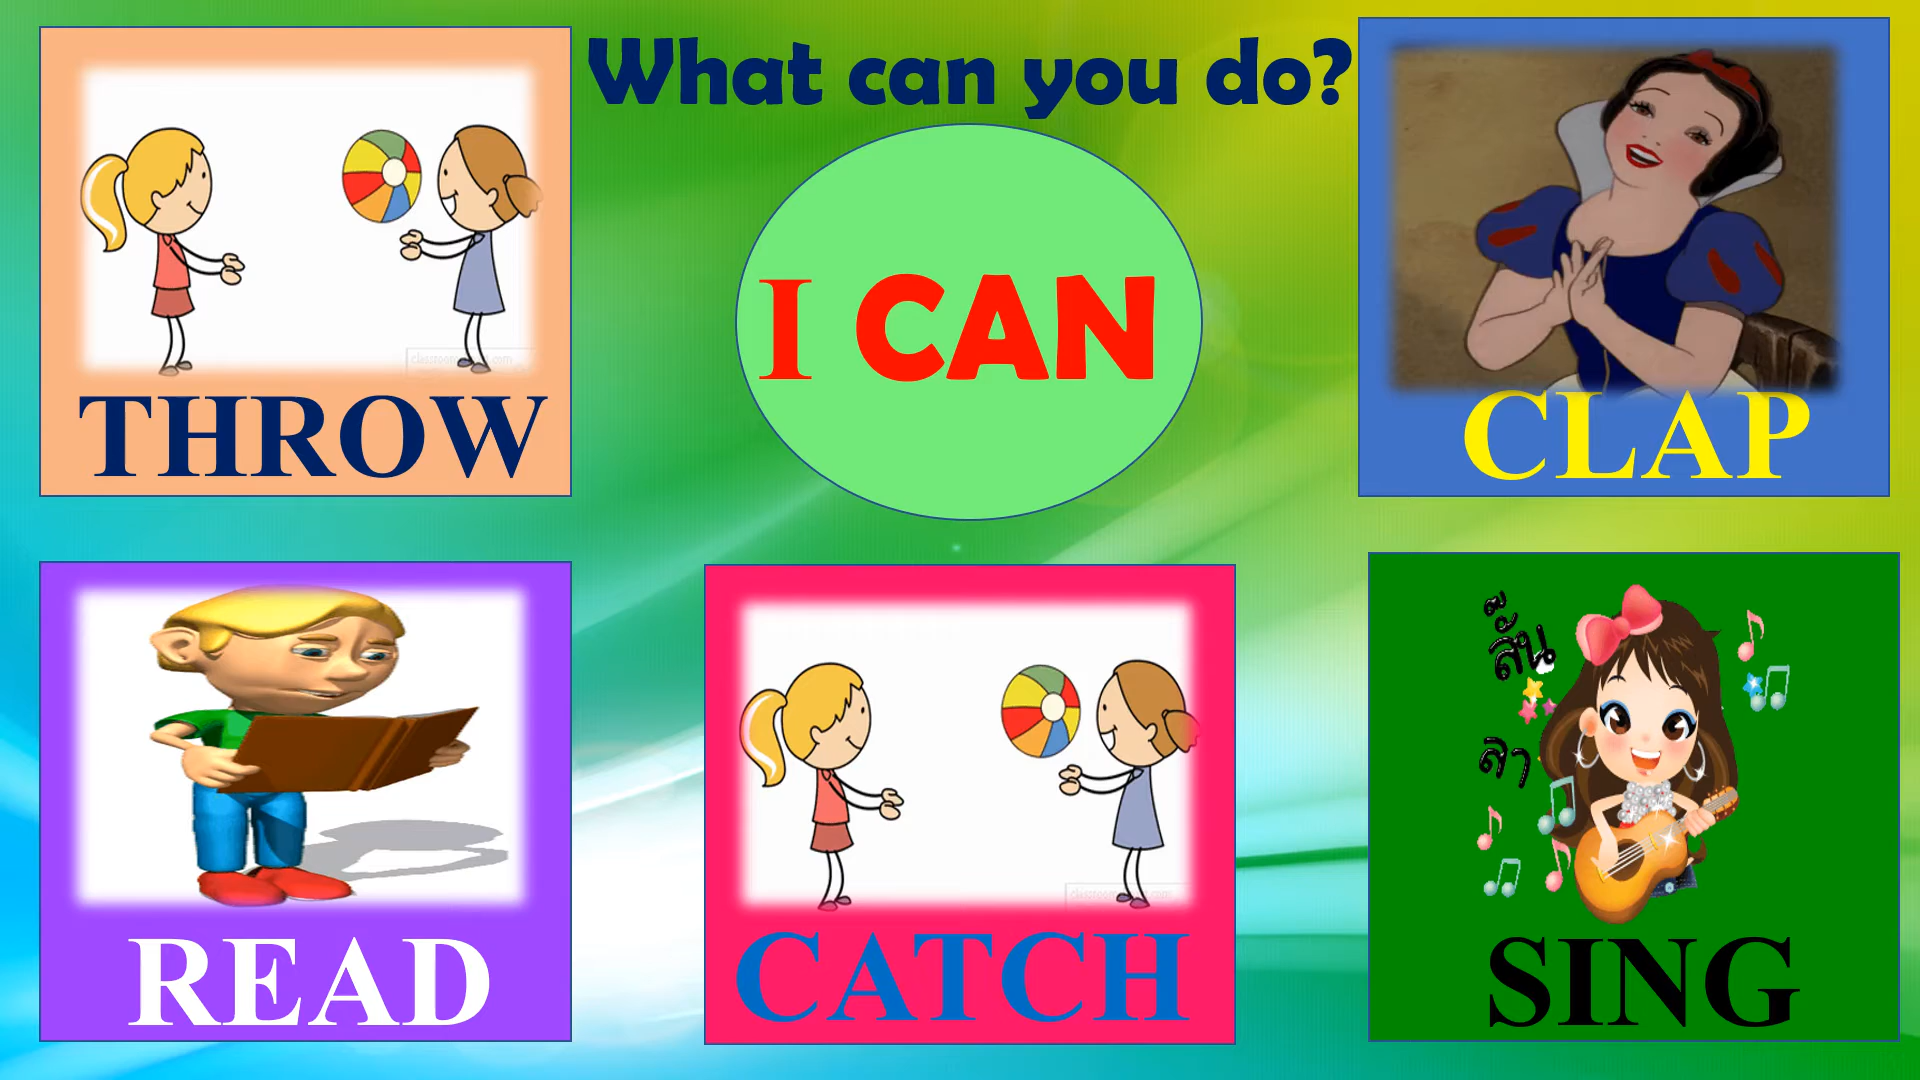 What can you do?
I CAN
THROW
CLAP
READ
CATCH
SING
ลั้น
ลา